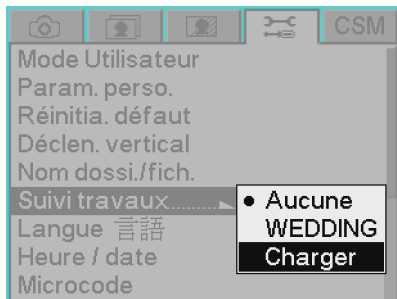 CSM
Mode Utilisateur
Param. perso.
Réinitia. défaut
Déclen. vertical
Nom dossi./fich.
Suivi travaux.........
Aucune
WEDDING
Charger
Langue 言語
Heure / date
Microcode